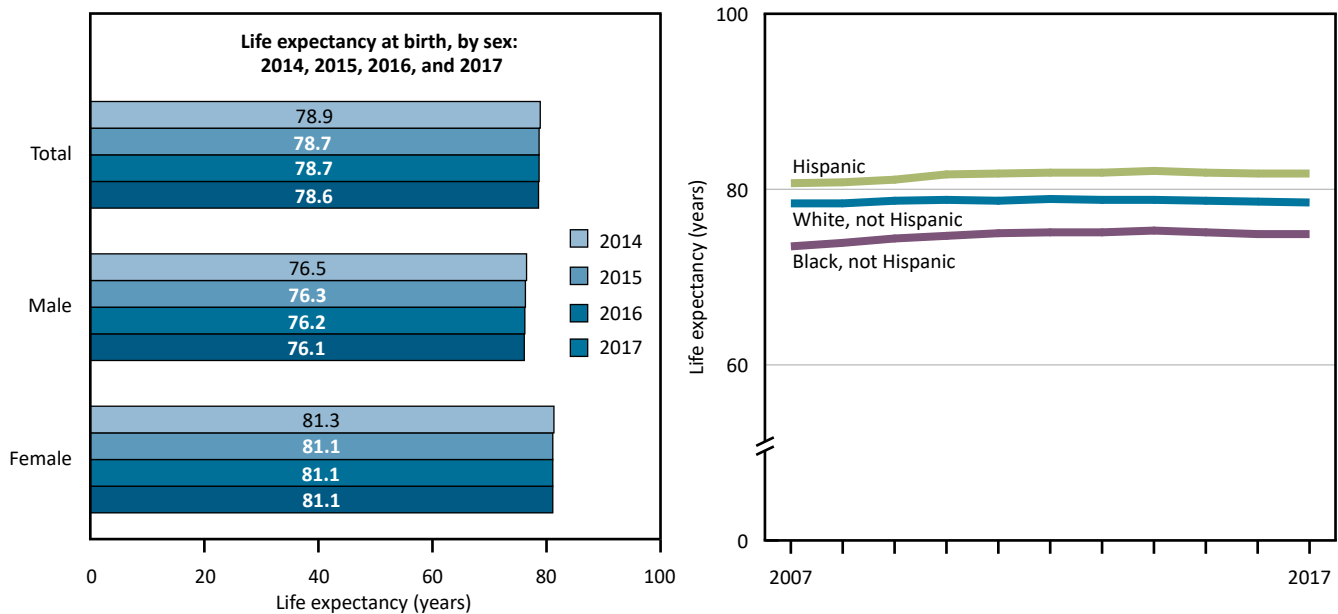 Life expectancy at birth, by sex:
2014, 2015, 2016, and 2017
Total
78.9
78.7
78.7
78.6
Male
76.5
76.3
76.2
76.1
Female
81.3
81.1
81.1
81.1
2014
2015
2016
2017
0 20 40 60 80 100
Life expectancy (years)
Life expectancy (years)
100
80
60
0
Hispanic
White, not Hispanic
Black, not Hispanic
2007 2017